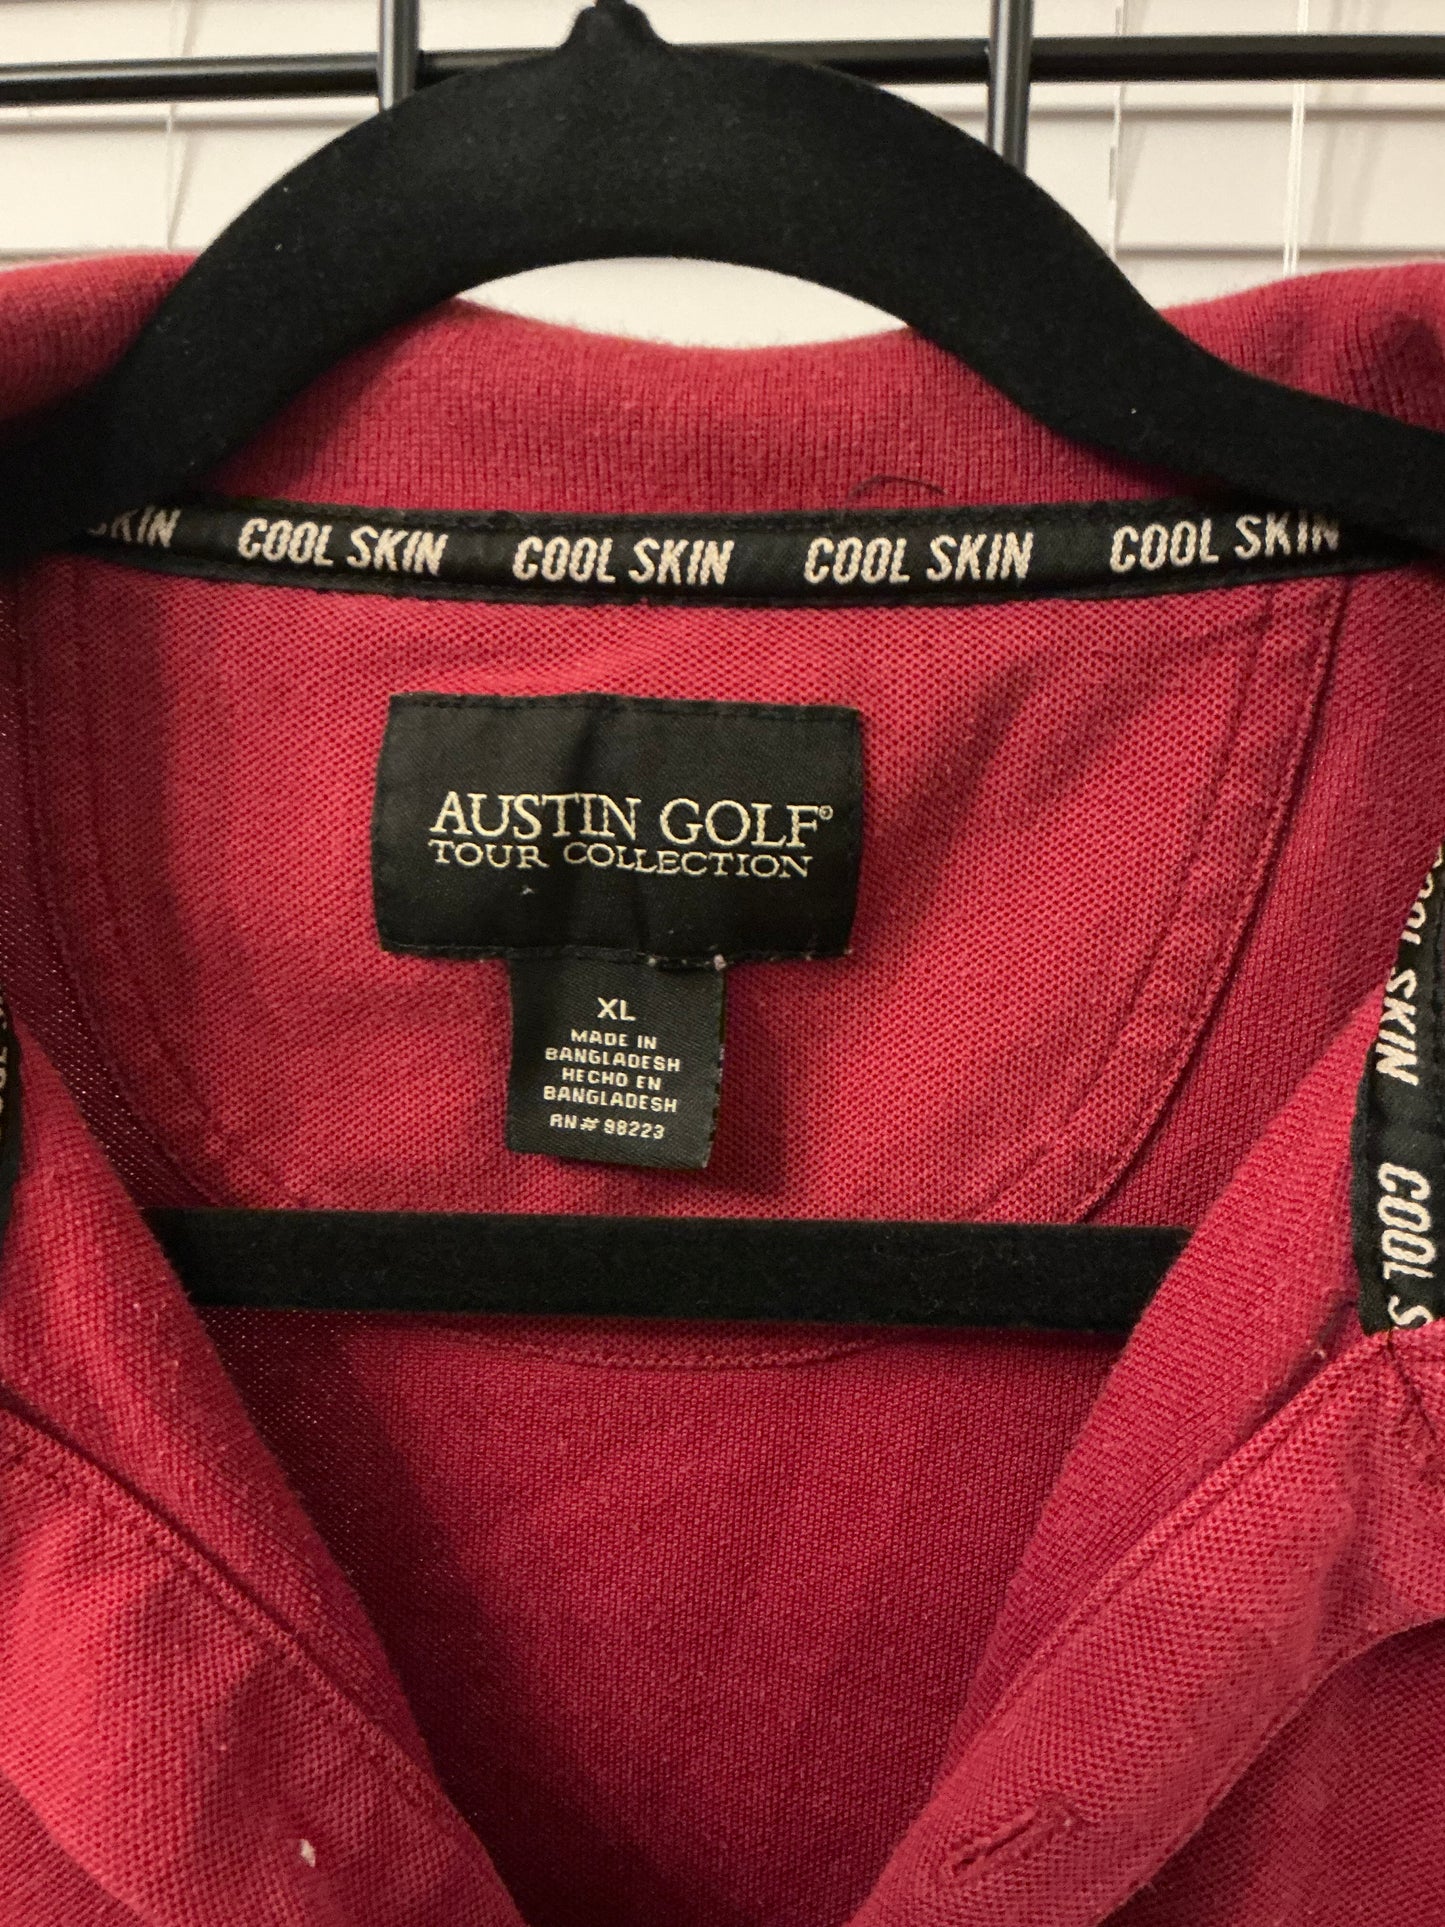 SKIN COOL SKIN COOL SKIN COOL SKIN COOL SKIN
AUSTIN GOLF®
TOUR COLLECTION
XL
MADE IN
BANGLADESH
HECHO EN
BANGLADESH
RN# 98223
SKIN
COOL